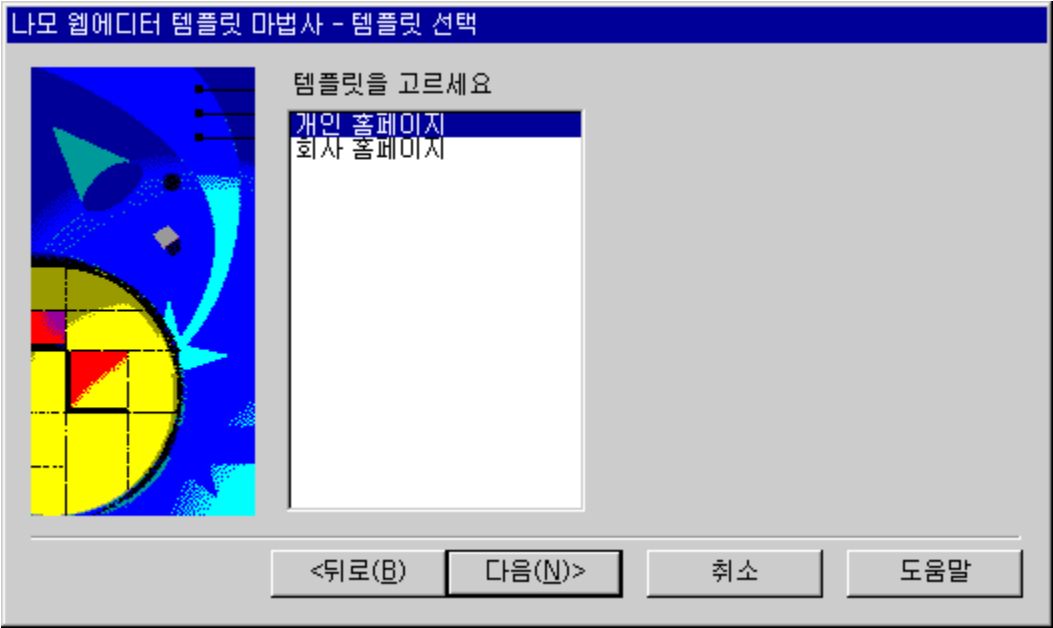 나모 웹에디터 템플릿 마법사 - 템플릿 선택
템플릿을 고르세요
개인 홈페이지
회사 홈페이지
<뒤로(B) 다음(N)> 취소 도움말